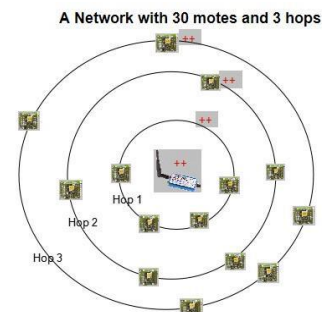 A Network with 30 motes and 3 hops
++
++
++
++
Hop 1
Hop 2
Hop 3